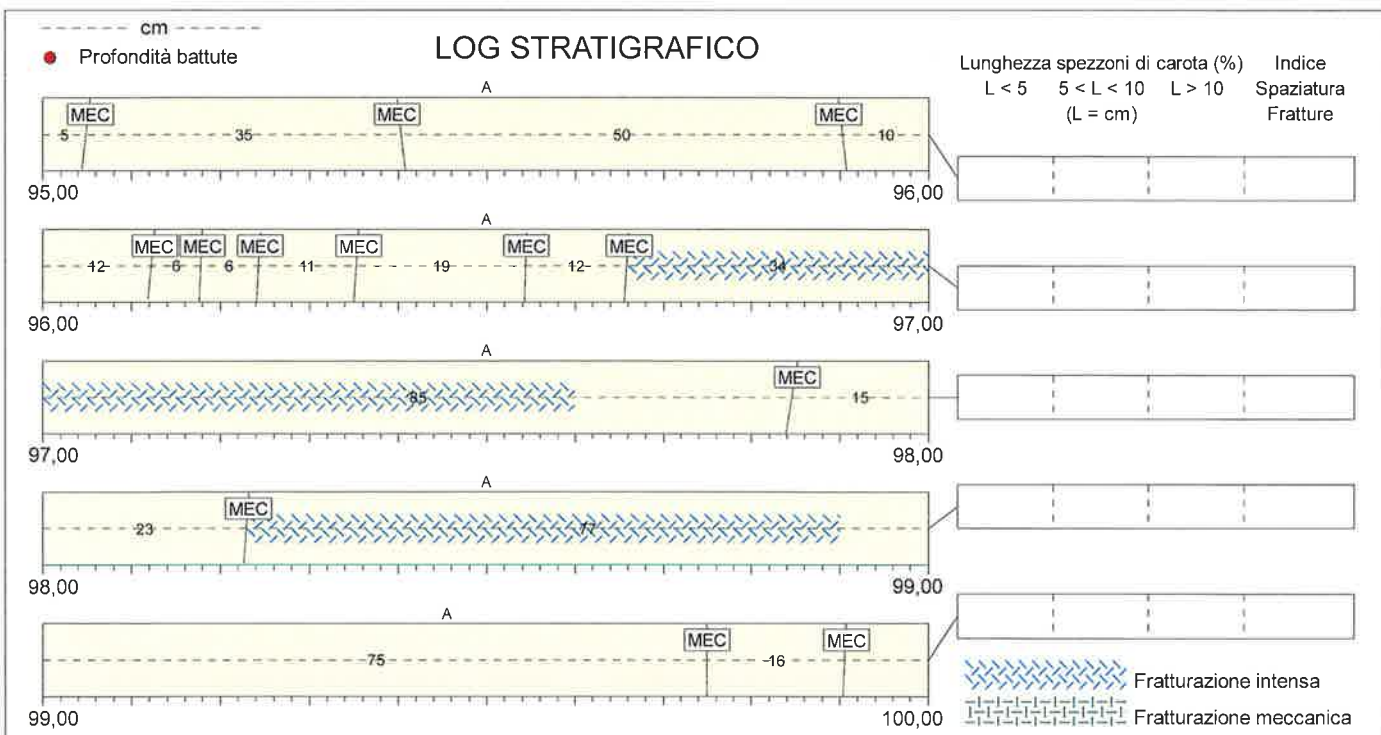 cm
LOG STRATIGRAFICO
Profondità battute
Lunghezza spezzoni di carota (%) Indice
L < 5 5 < L < 10 L > 10 Spaziatura
(L = cm) Fratture
A
MEC MEC MEC
5 35 50 10
95,00 96,00
A
MEC MEC MEC MEC MEC MEC
12 6 6 11 19 12 34
96,00 97,00
A
MEC
85 15
97,00 98,00
A
MEC
23 77
98,00 99,00
A
MEC MEC
75 16
99,00 100,00
Fratturazione intensa
Fratturazione meccanica